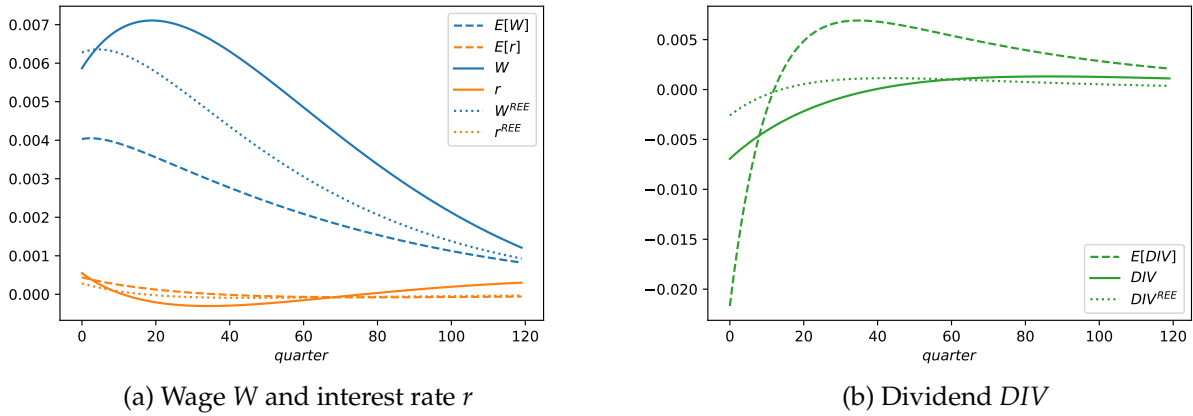 0.007
0.006
0.005
0.004
0.003
0.002
0.001
0.000
0 20 40 60 80 100 120
quarter
E[W]
E[r]
W
r
W^REE
r^REE
(a) Wage W and interest rate r
0.005
0.000
−0.005
−0.010
−0.015
−0.020
0 20 40 60 80 100 120
quarter
E[DIV]
DIV
DIV^REE
(b) Dividend DIV